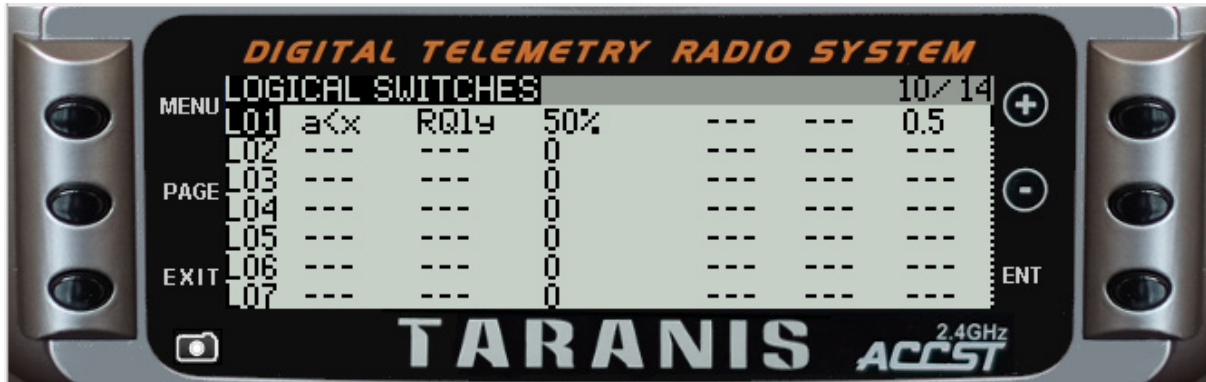 DIGITAL TELEMETRY RADIO SYSTEM
MENU
LOGICAL SWITCHES 10/14
L01 a<x RQly 50% --- --- 0.5
L02 --- --- 0 --- --- ---
PAGE
L03 --- --- 0 --- --- ---
L04 --- --- 0 --- --- ---
L05 --- --- 0 --- --- ---
EXIT
L06 --- --- 0 --- --- ---
ENT
L07 --- --- 0 --- --- ---
+
-
TARANIS
2.4GHz
ACCST